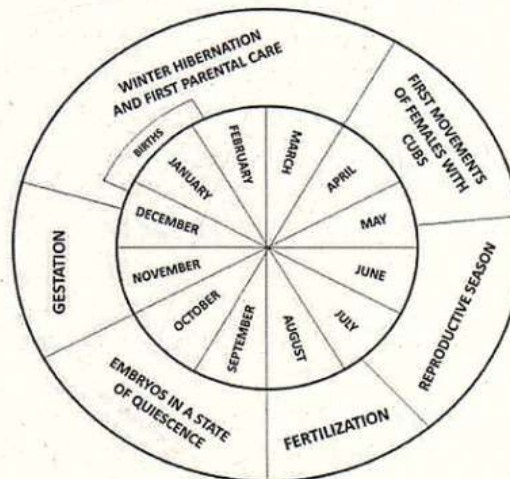 WINTER HIBERNATION
AND FIRST PARENTAL CARE
FIRST MOVEMENTS
OF FEMALES WITH
CUBS
REPRODUCTIVE SEASON
FERTILIZATION
EMBRYOS IN A STATE
OF QUIESCENCE
GESTATION
BIRTHS
JANUARY
FEBRUARY
MARCH
APRIL
MAY
JUNE
JULY
AUGUST
SEPTEMBER
OCTOBER
NOVEMBER
DECEMBER